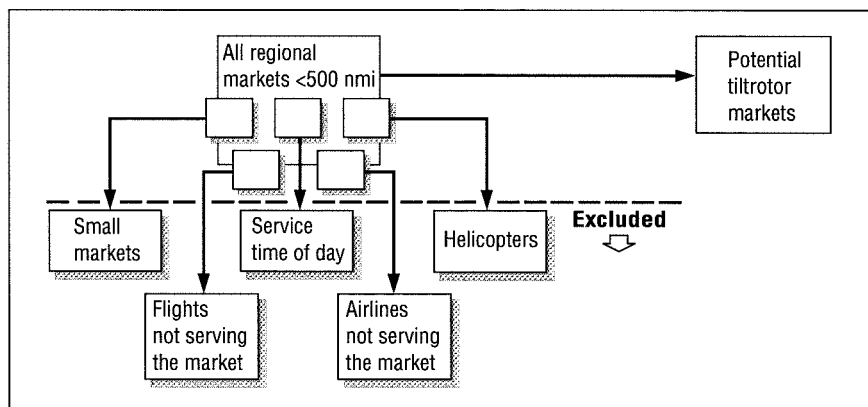 All regional
markets <500 nmi
Potential
tiltrotor
markets
Small
markets
Service
time of day
Helicopters
Excluded
Flights
not serving
the market
Airlines
not serving
the market